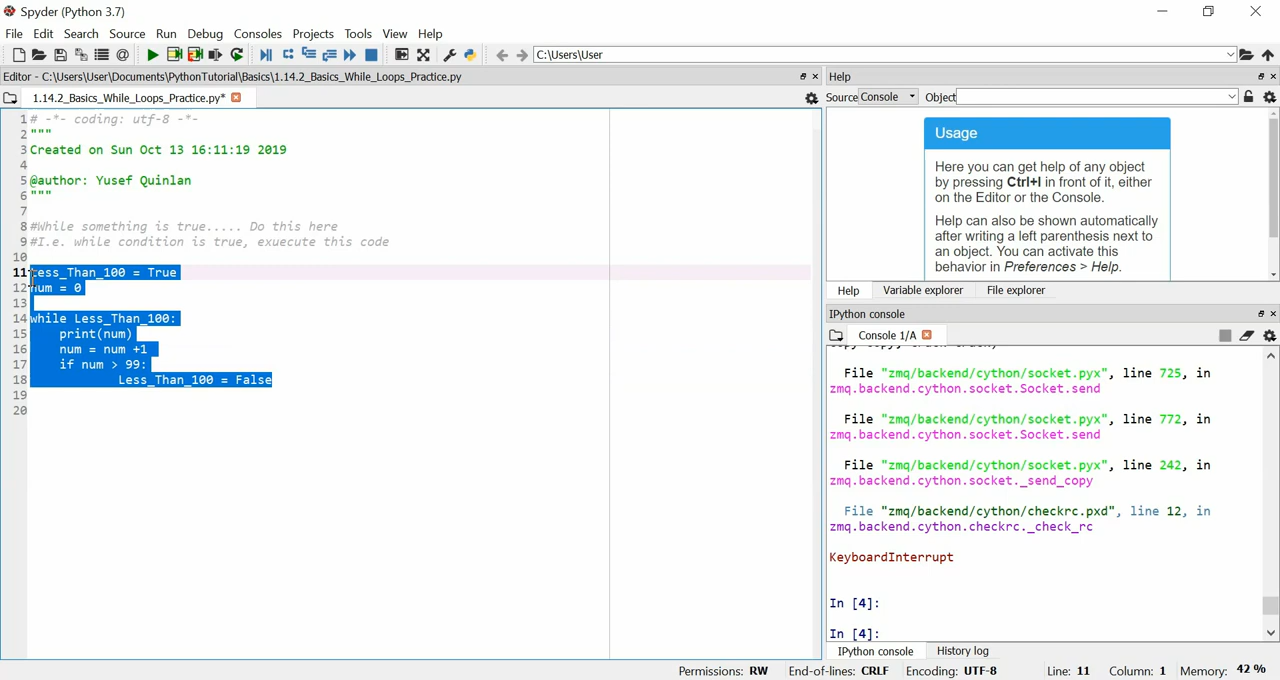 Spyder (Python 3.7)
File Edit Search Source Run Debug Consoles Projects Tools View Help
C:\Users\User
Editor - C:\Users\User\Documents\PythonTutorial\Basics\1.14.2_Basics_While_Loops_Practice.py
1.14.2_Basics_While_Loops_Practice.py*
1 # -*- coding: utf-8 -*-
2 """
3 Created on Sun Oct 13 16:11:19 2019
4
5 @author: Yusef Quinlan
6 """
7
8 #While something is true..... Do this here
9 #I.e. while condition is true, exuecute this code
10
11 Less_Than_100 = True
12 num = 0
13
14 while Less_Than_100:
15 print(num)
16 num = num +1
17 if num > 99:
18 Less_Than_100 = False
19
20
Help
Source Console Object
Usage
Here you can get help of any object
by pressing Ctrl+I in front of it, either
on the Editor or the Console.
Help can also be shown automatically
after writing a left parenthesis next to
an object. You can activate this
behavior in Preferences > Help.
Help Variable explorer File explorer
IPython console
Console 1/A
File "zmq/backend/cython/socket.pyx", line 725, in
zmq.backend.cython.socket.Socket.send
File "zmq/backend/cython/socket.pyx", line 772, in
zmq.backend.cython.socket.Socket.send
File "zmq/backend/cython/socket.pyx", line 242, in
zmq.backend.cython.socket._send_copy
File "zmq/backend/cython/checkrc.pxd", line 12, in
zmq.backend.cython.checkrc._check_rc
KeyboardInterrupt
In [4]:
In [4]:
IPython console History log
Permissions: RW End-of-lines: CRLF Encoding: UTF-8 Line: 11 Column: 1 Memory: 42 %